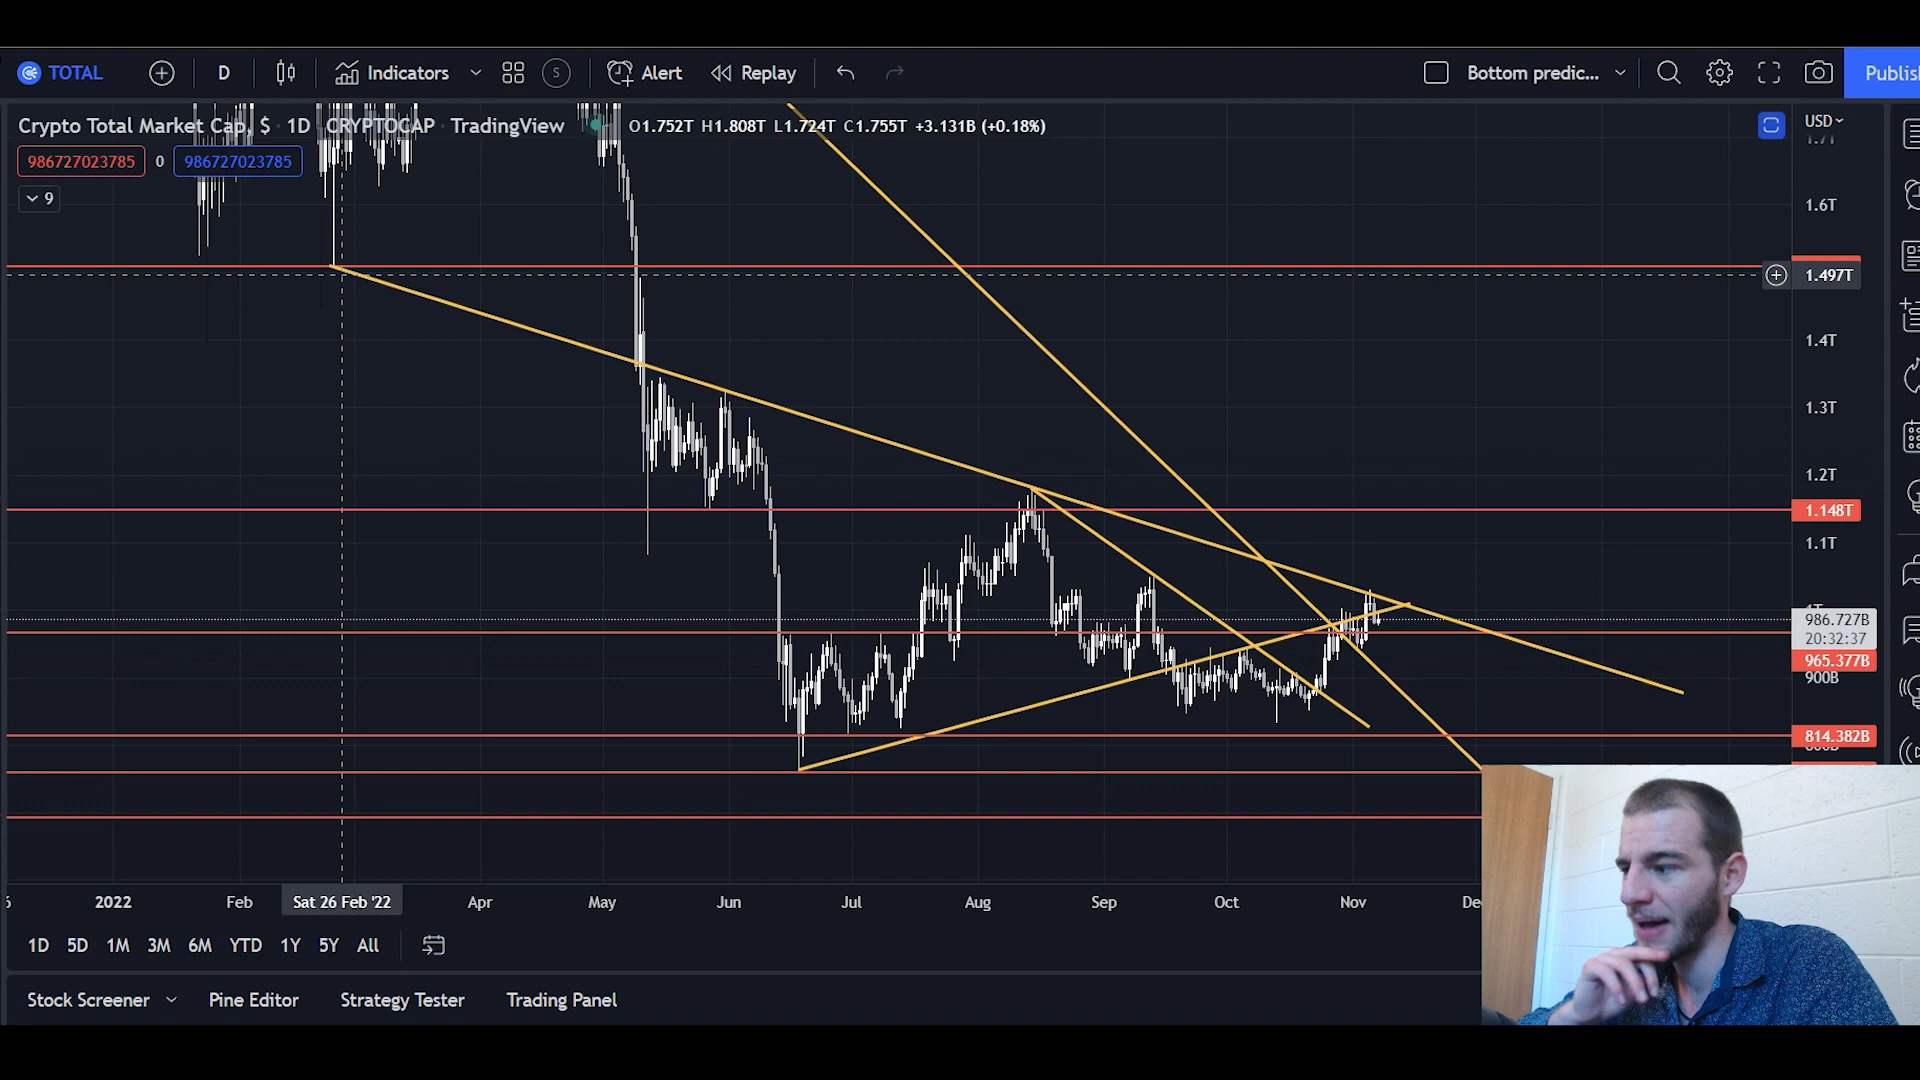 TOTAL D Indicators S Alert Replay Bottom predic... Publis
Crypto Total Market Cap, $ · 1D · CRYPTOCAP · TradingView O1.752T H1.808T L1.724T C1.755T +3.131B (+0.18%) USD
986727023785 0 986727023785
9
1.6T
1.497T
1.4T
1.3T
1.2T
1.148T
1.1T
986.727B
20:32:37
965.377B
900B
814.382B
2022 Feb Sat 26 Feb '22 Apr May Jun Jul Aug Sep Oct Nov
1D 5D 1M 3M 6M YTD 1Y 5Y All
Stock Screener Pine Editor Strategy Tester Trading Panel